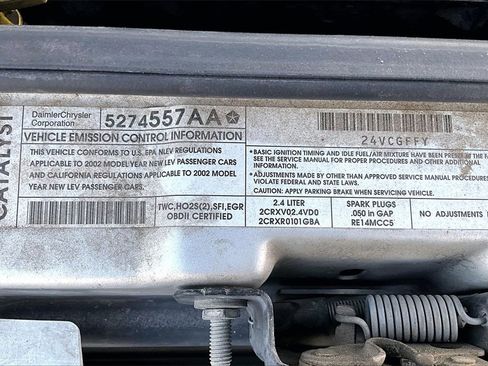 CATALYST
DaimlerChrysler
Corporation
5274557AA
VEHICLE EMISSION CONTROL INFORMATION
THIS VEHICLE CONFORMS TO U.S. EPA NLEV REGULATIONS
APPLICABLE TO 2002 MODEL YEAR NEW LEV PASSENGER CARS
AND CALIFORNIA REGULATIONS APPLICABLE TO 2002 MODEL
YEAR NEW LEV PASSENGER CARS.
24VCGFFY
• BASIC IGNITION TIMING AND IDLE FUEL/AIR MIXTURE HAVE PRESE
SEE SERVICE MANUAL FOR PROPER PROCEDURES AND OTHER
ADDITIONAL INFORMATION.
• ADJUSTMENTS MADE BY OTHER THAN APPROVED SERVICE MANUAL PROCEDURES
VIOLATE FEDERAL AND STATE LAWS.
CAUTION: APPLY PARKING BRAKE WHEN SERVICING VEHICLE.
TWC,HO2S(2),SFI,EGR
OBDII CERTIFIED
2.4 LITER
2CRXV02.4VD0
2CRXR0101GBA
SPARK PLUGS
.050 in GAP
RE14MCC5
NO ADJUSTMENTS